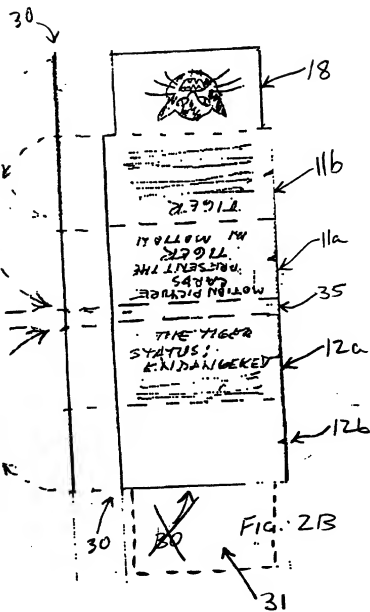 30
18
11b
TIGER
11a
MOTION PICTURE
CARDS
PRESENT THE
TIGER
IN MOTION
35
THE TIGER
STATUS:
ENDANGERED
12a
12b
30
30
FIG. 2B
31